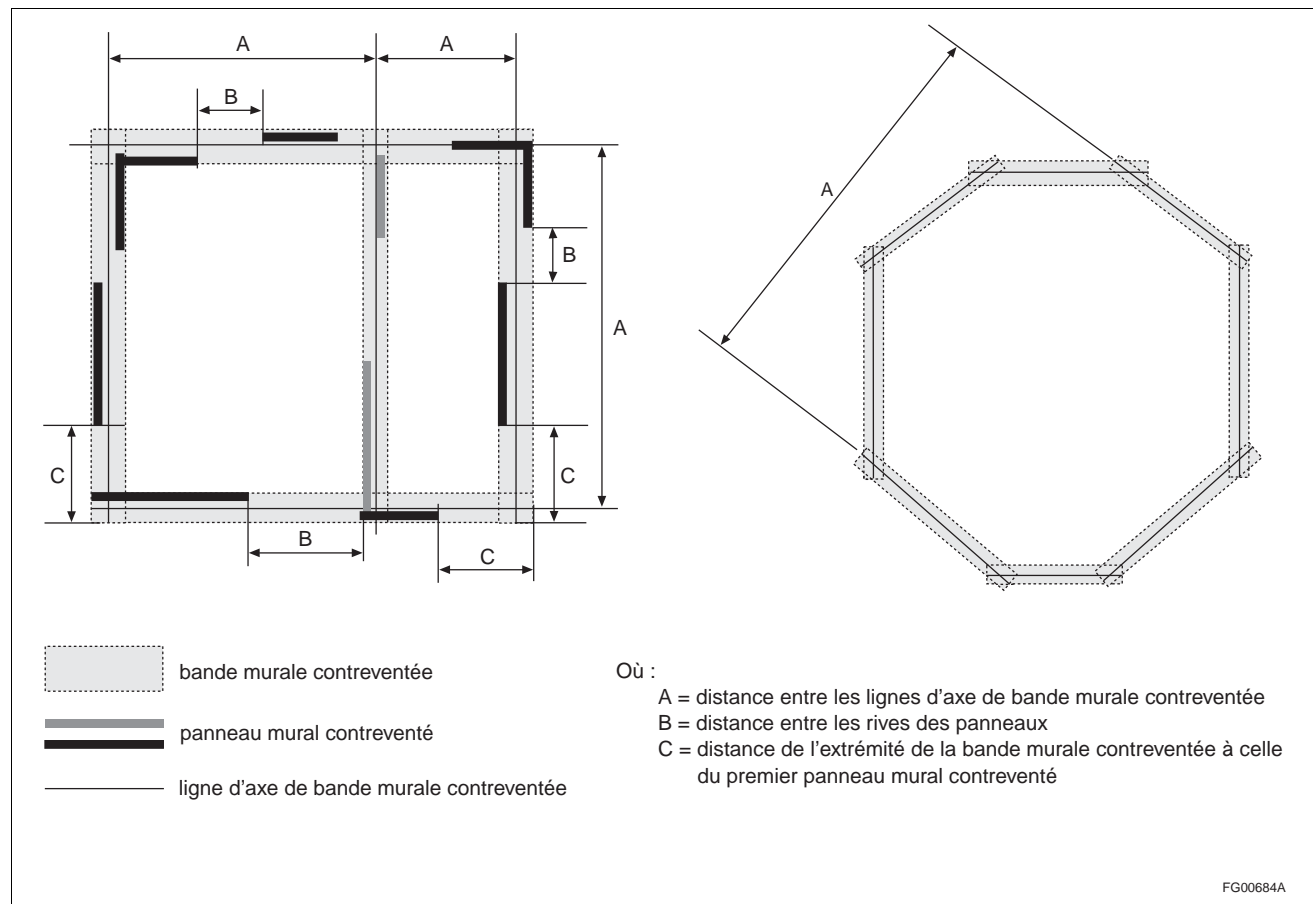 A
A
B
B
A
A
C
C
B
C
bande murale contreventée
panneau mural contreventé
ligne d'axe de bande murale contreventée
Où :
A = distance entre les lignes d'axe de bande murale contreventée
B = distance entre les rives des panneaux
C = distance de l'extrémité de la bande murale contreventée à celle
du premier panneau mural contreventé
FG00684A